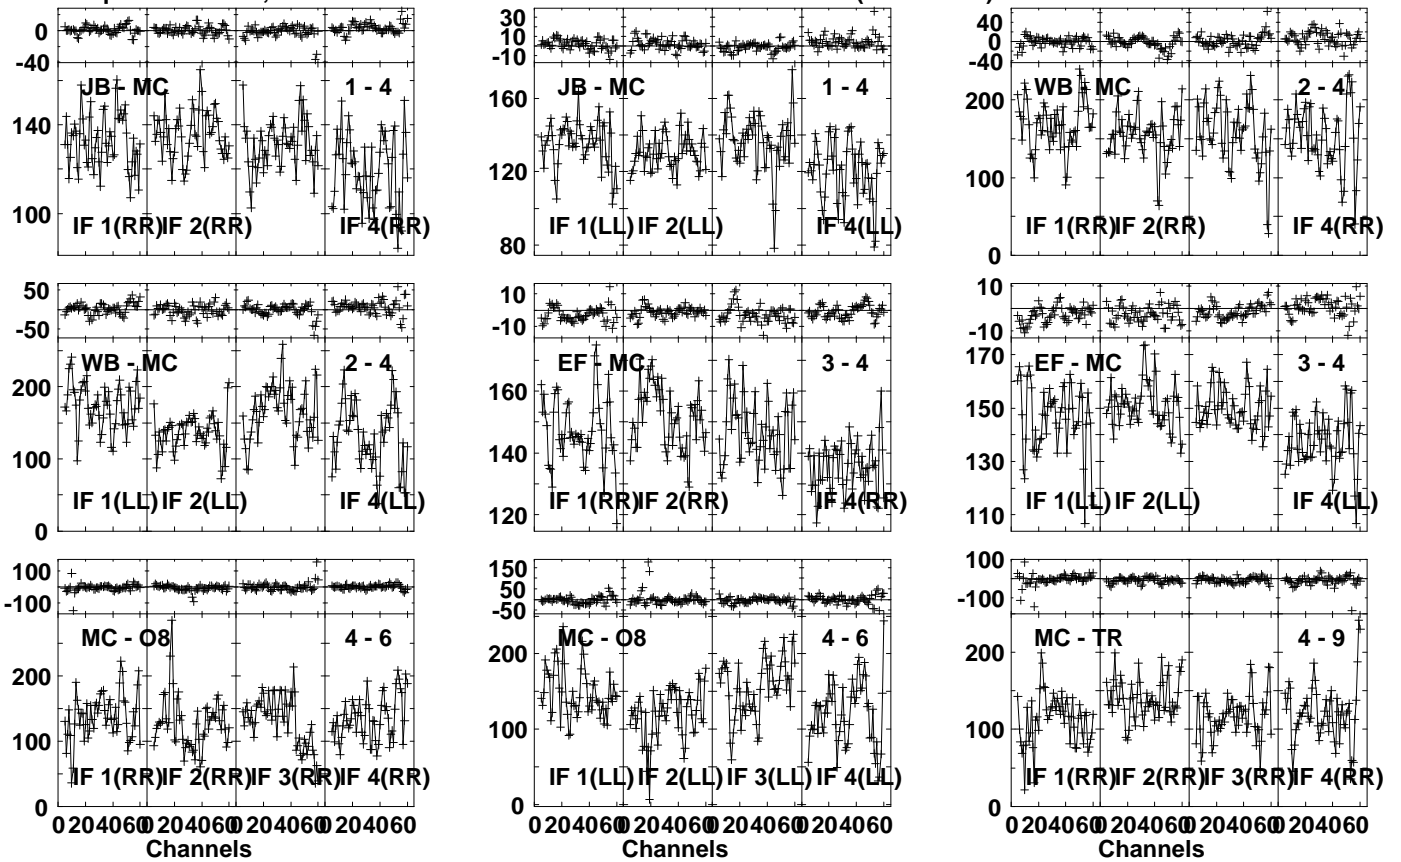 30
40
0
10
0
-40
-10
-40
JB - MC 1 - 4
JB - MC 1 - 4
WB - MC 2 - 4
140
100
160
140
120
100
80
200
100
0
IF 1(RR) IF 2(RR) IF 4(RR)
IF 1(LL) IF 2(LL) IF 4(LL)
IF 1(RR) IF 2(RR) IF 4(RR)
50
-50
10
-10
10
-10
WB - MC 2 - 4
EF - MC 3 - 4
EF - MC 3 - 4
200
100
0
160
140
120
170
150
130
110
IF 1(LL) IF 2(LL) IF 4(LL)
IF 1(RR) IF 2(RR) IF 4(RR)
IF 1(LL) IF 2(LL) IF 4(LL)
100
-100
150
50
-50
100
-100
MC - O8 4 - 6
MC - O8 4 - 6
MC - TR 4 - 9
200
100
0
200
100
0
200
100
0
IF 1(RR) IF 2(RR) IF 3(RR) IF 4(RR)
IF 1(LL) IF 2(LL) IF 3(LL) IF 4(LL)
IF 1(RR) IF 2(RR) IF 3(RR) IF 4(RR)
0 204060 0 204060 0 204060 0 204060
0 204060 0 204060 0 204060 0 204060
0 204060 0 204060 0 204060 0 204060
Channels
Channels
Channels